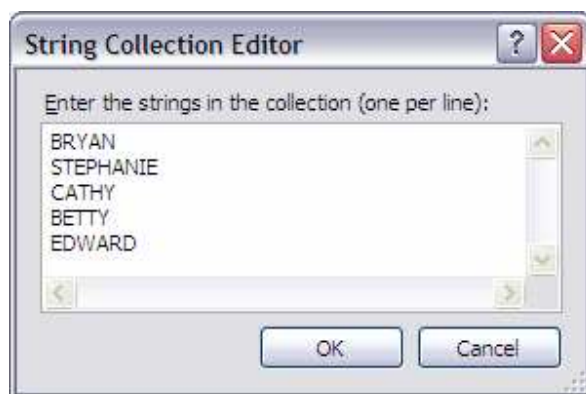 String Collection Editor
Enter the strings in the collection (one per line):
BRYAN
STEPHANIE
CATHY
BETTY
EDWARD
OK Cancel